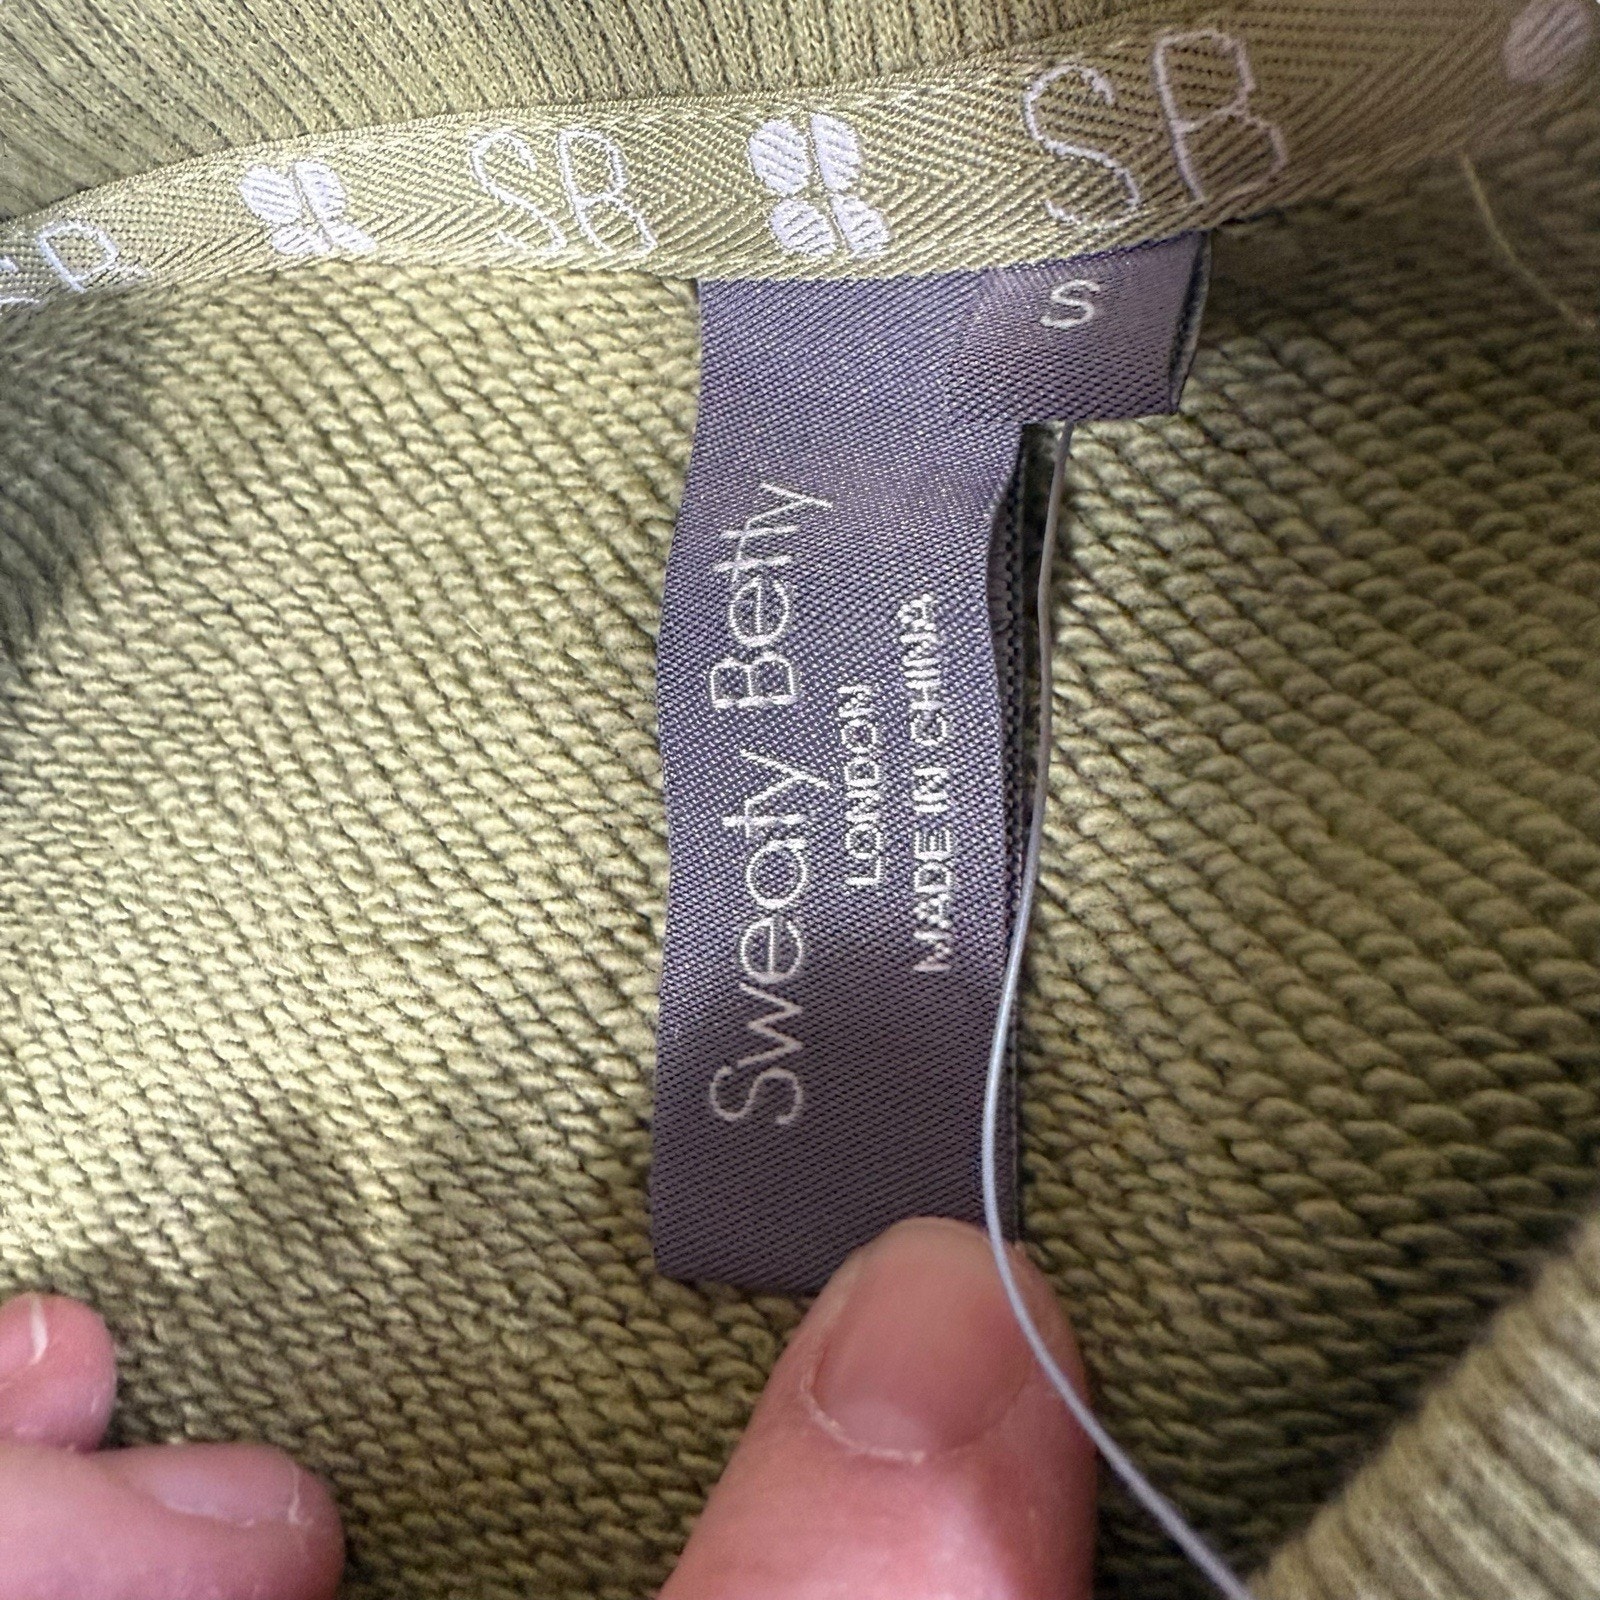 SB SB SB
S
Sweaty Betty
LONDON
MADE IN CHINA